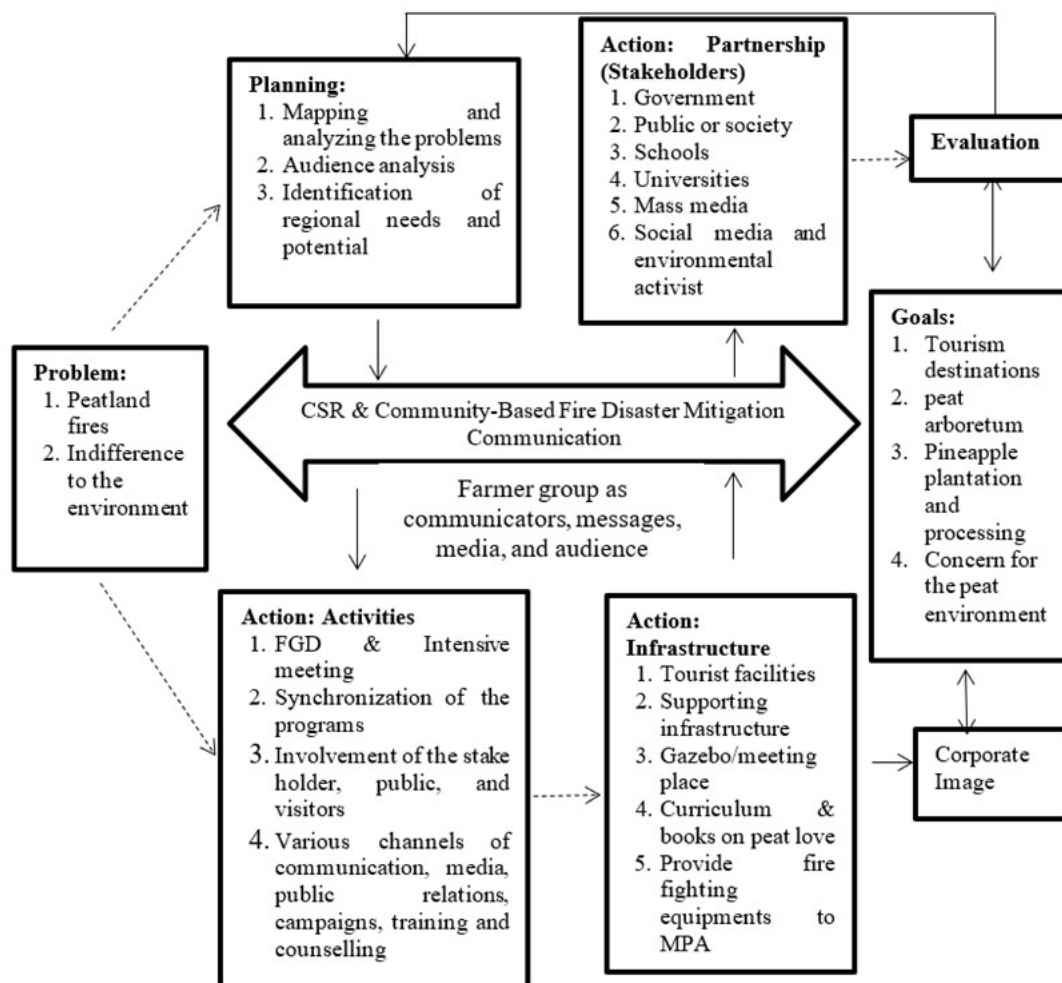 Planning:
1. Mapping and
analyzing the problems
2. Audience analysis
3. Identification of
regional needs and
potential
Action: Partnership
(Stakeholders)
1. Government
2. Public or society
3. Schools
4. Universities
5. Mass media
6. Social media and
environmental
activist
Evaluation
Problem:
1. Peatland
fires
2. Indifference
to the
environment
CSR & Community-Based Fire Disaster Mitigation
Communication
Farmer group as
communicators, messages,
media, and audience
Goals:
1. Tourism
destinations
2. peat
arboretum
3. Pineapple
plantation
and
processing
4. Concern for
the peat
environment
Action: Activities
1. FGD & Intensive
meeting
2. Synchronization of the
programs
3. Involvement of the stake
holder, public, and
visitors
4. Various channels of
communication, media,
public relations,
campaigns, training and
counselling
Action:
Infrastructure
1. Tourist facilities
2. Supporting
infrastructure
3. Gazebo/meeting
place
4. Curriculum &
books on peat love
5. Provide fire
fighting
equipments to
MPA
Corporate
Image